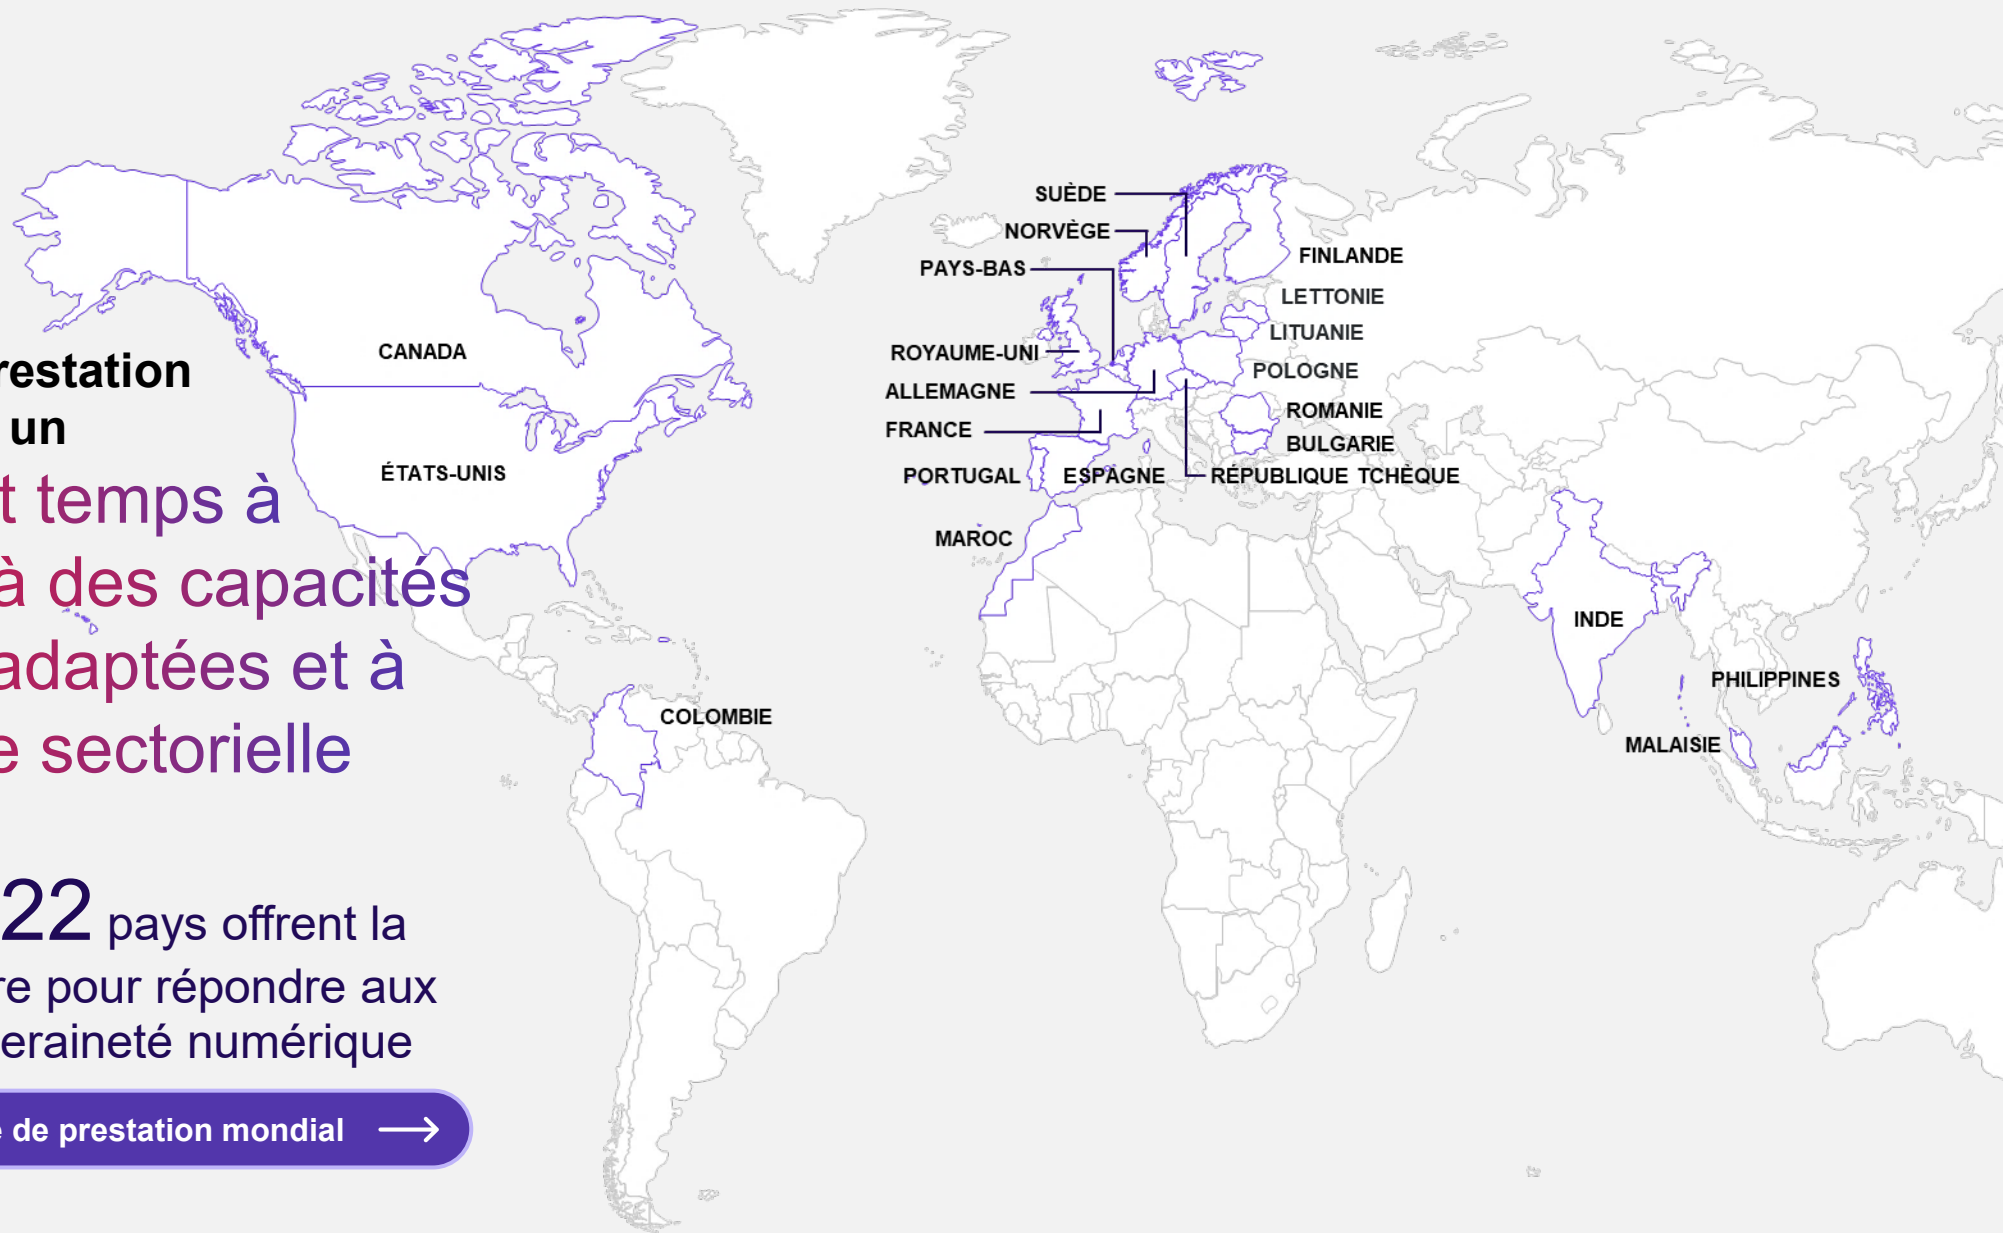 restation
un
t temps à
à des capacités
adaptées et à
e sectorielle
22 pays offrent la
re pour répondre aux
eraineté numérique
e de prestation mondial
CANADA
ÉTATS-UNIS
COLOMBIE
SUÈDE
NORVÈGE
PAYS-BAS
ROYAUME-UNI
ALLEMAGNE
FRANCE
PORTUGAL
ESPAGNE
RÉPUBLIQUE TCHÈQUE
MAROC
FINLANDE
LETTONIE
LITUANIE
POLOGNE
ROMANIE
BULGARIE
INDE
PHILIPPINES
MALAISIE